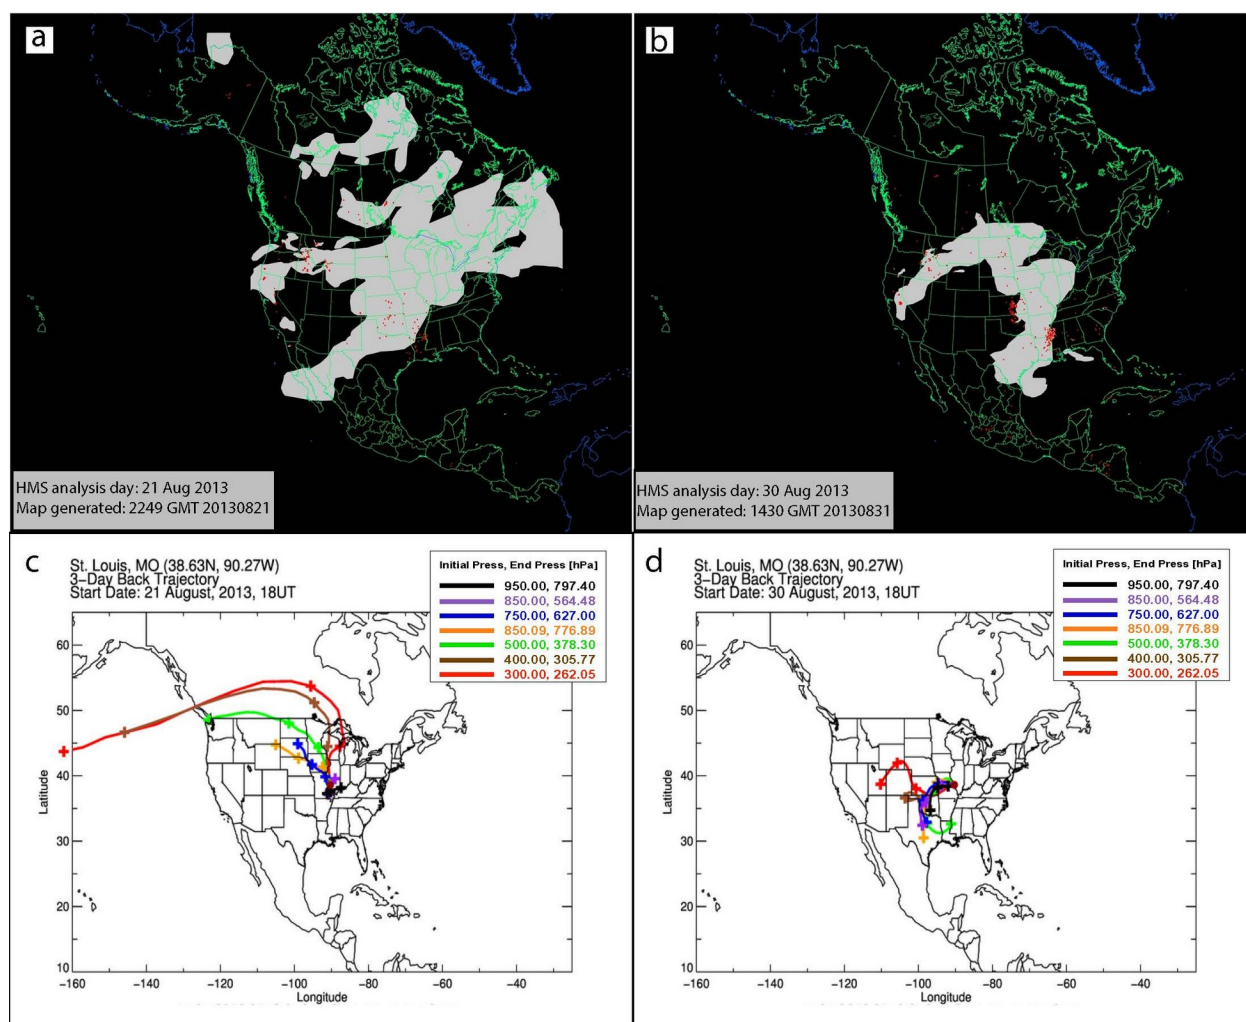 a
b
HMS analysis day: 21 Aug 2013
Map generated: 2249 GMT 20130821
HMS analysis day: 30 Aug 2013
Map generated: 1430 GMT 20130831
c
St. Louis, MO (38.63N, 90.27W)
3-Day Back Trajectory
Start Date: 21 August, 2013, 18UT
Initial Press, End Press [hPa]
950.00, 797.40
850.00, 564.48
750.00, 627.00
850.09, 776.89
500.00, 378.30
400.00, 305.77
300.00, 262.05
60
50
40
30
20
10
Latitude
-160
-140
-120
-100
-80
-60
-40
Longitude
d
St. Louis, MO (38.63N, 90.27W)
3-Day Back Trajectory
Start Date: 30 August, 2013, 18UT
Initial Press, End Press [hPa]
950.00, 797.40
850.00, 564.48
750.00, 627.00
850.09, 776.89
500.00, 378.30
400.00, 305.77
300.00, 262.05
60
50
40
30
20
10
Latitude
-160
-140
-120
-100
-80
-60
-40
Longitude